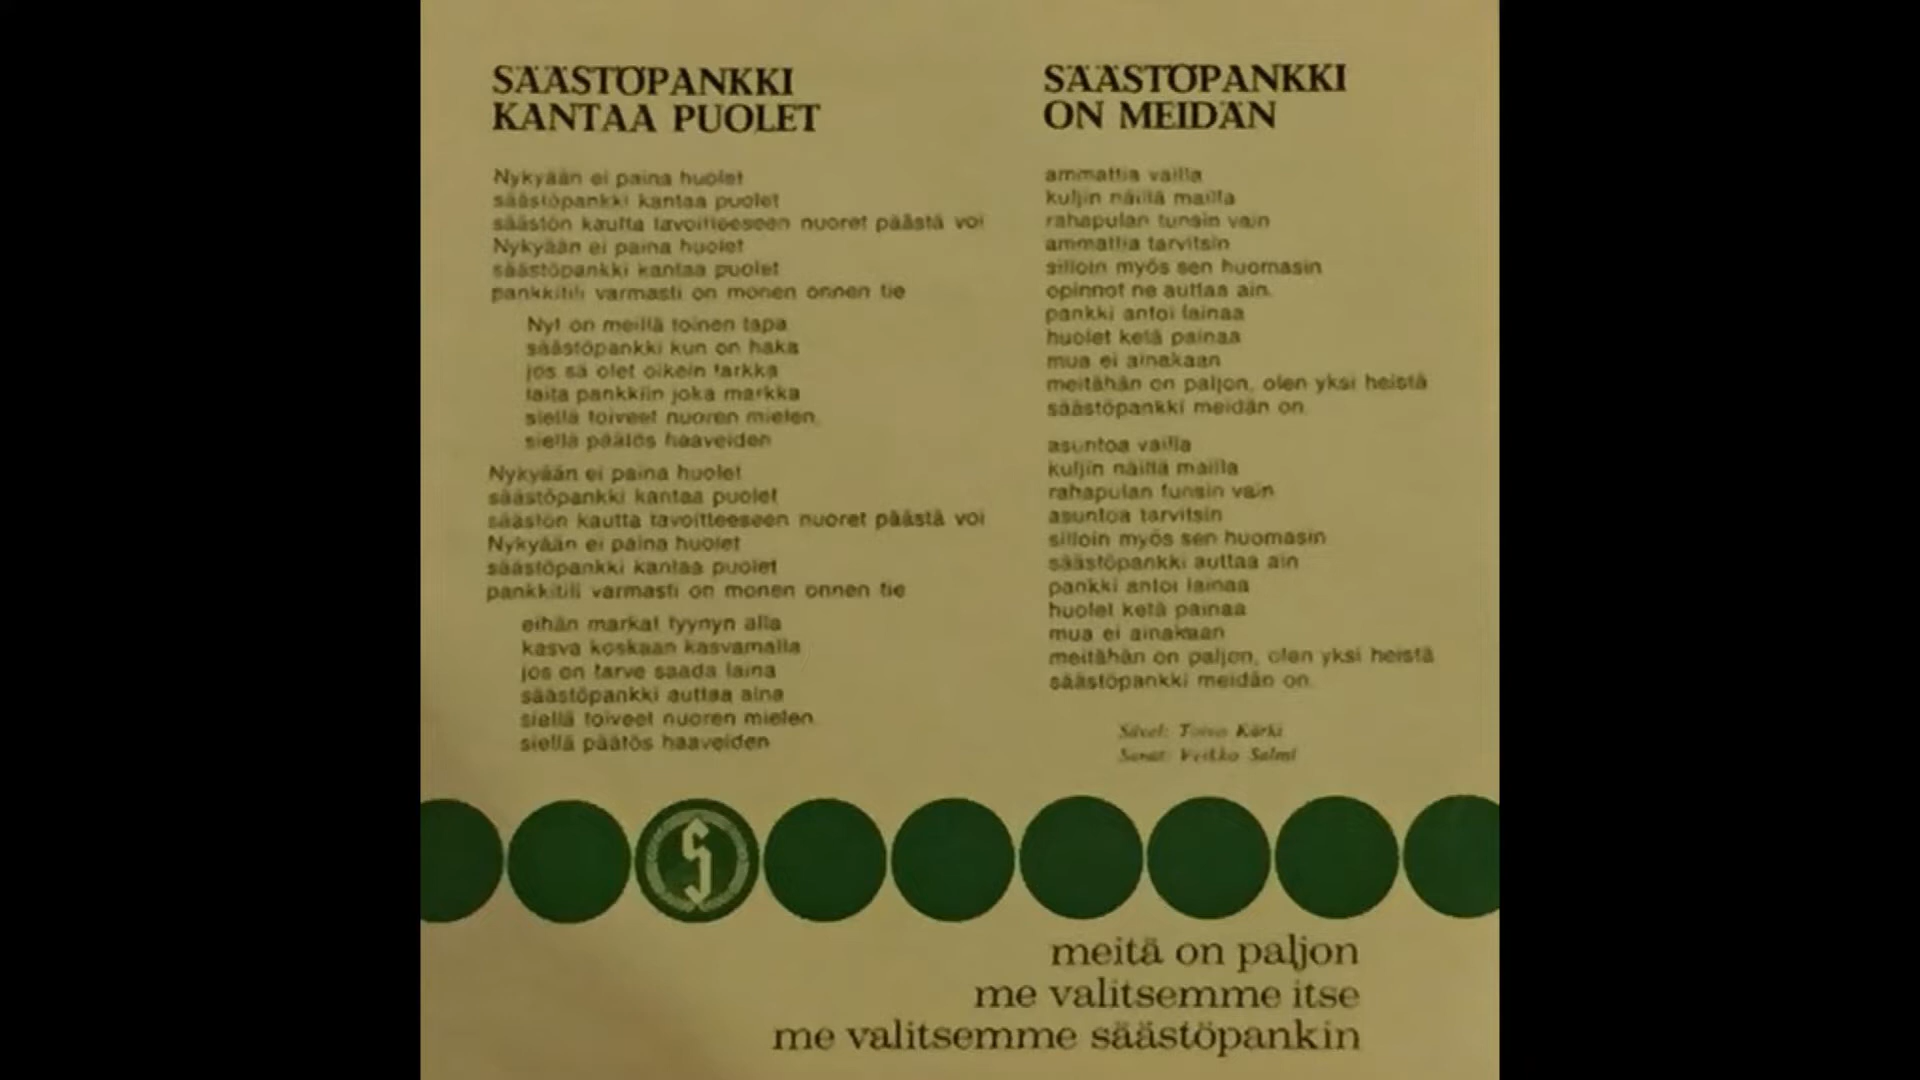 SÄÄSTÖPANKKI
KANTAA PUOLET
Nykyään ei paina huolet
säästöpankki kantaa puolet
säästön kautta tavoitteeseen nuoret päästä voi
Nykyään ei paina huolet
säästöpankki kantaa puolet
pankkitili varmasti on monen onnen tie
Nyt on meillä toinen tapa
säästöpankki kun on haka
jos sä olet oikein tarkka
laita pankkiin joka markka
siellä toiveet nuoren mielen,
siellä päätös haaveiden
Nykyään ei paina huolet
säästöpankki kantaa puolet
säästön kautta tavoitteeseen nuoret päästä voi
Nykyään ei paina huolet
säästöpankki kantaa puolet
pankkitili varmasti on monen onnen tie
eihän markat tyynyn alla
kasva koskaan kasvamalla
jos on tarve saada laina
säästöpankki auttaa aina
siellä toiveet nuoren mielen
siellä päätös haaveiden
SÄÄSTÖPANKKI
ON MEIDÄN
ammattia vailla
kuljin näillä mailla
rahapulan tunsin vain
ammattia tarvitsin
silloin myös sen huomasin
opinnot ne auttaa ain.
pankki antoi lainaa
huolet ketä painaa
mua ei ainakaan
meitähän on paljon, olen yksi heistä
säästöpankki meidän on.
asuntoa vailla
kuljin näillä mailla
rahapulan tunsin vain
asuntoa tarvitsin
silloin myös sen huomasin
säästöpankki auttaa ain
pankki antoi lainaa
huolet ketä painaa
mua ei ainakaan
meitähän on paljon, olen yksi heistä
säästöpankki meidän on.
Sävel: Toivo Kärki
Sanat: Veikko Salmi
S
meitä on paljon
me valitsemme itse
me valitsemme säästöpankin